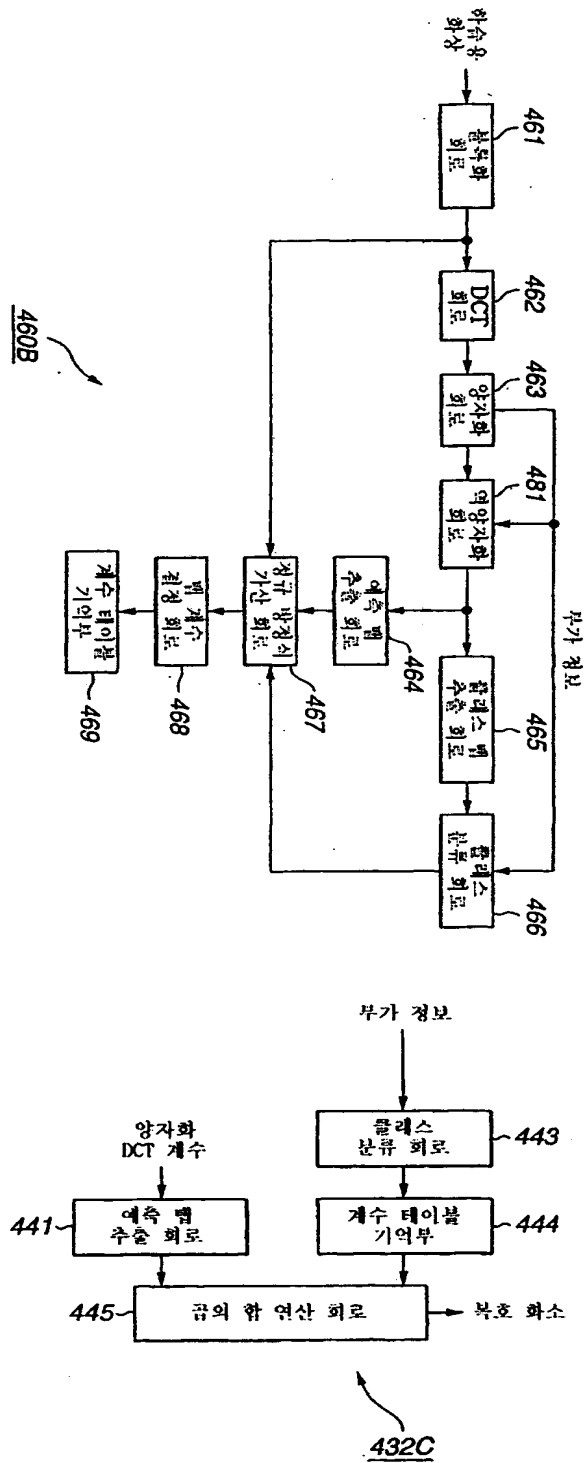 학습용
화상
461
블록화
회로
462
DCT
회로
463
양자화
회로
481
역양자화
회로
부가 정보
465
클래스 탭
추출 회로
466
클래스
분류 회로
464
예측 탭
추출 회로
467
정규 방정식
가산 회로
468
탭 계수
결정 회로
469
계수 테이블
기억부
460B
부가 정보
클래스
분류 회로
443
양자화
DCT 계수
441
예측 탭
추출 회로
계수 테이블
기억부
444
445
곱의 합 연산 회로
복호 화소
432C